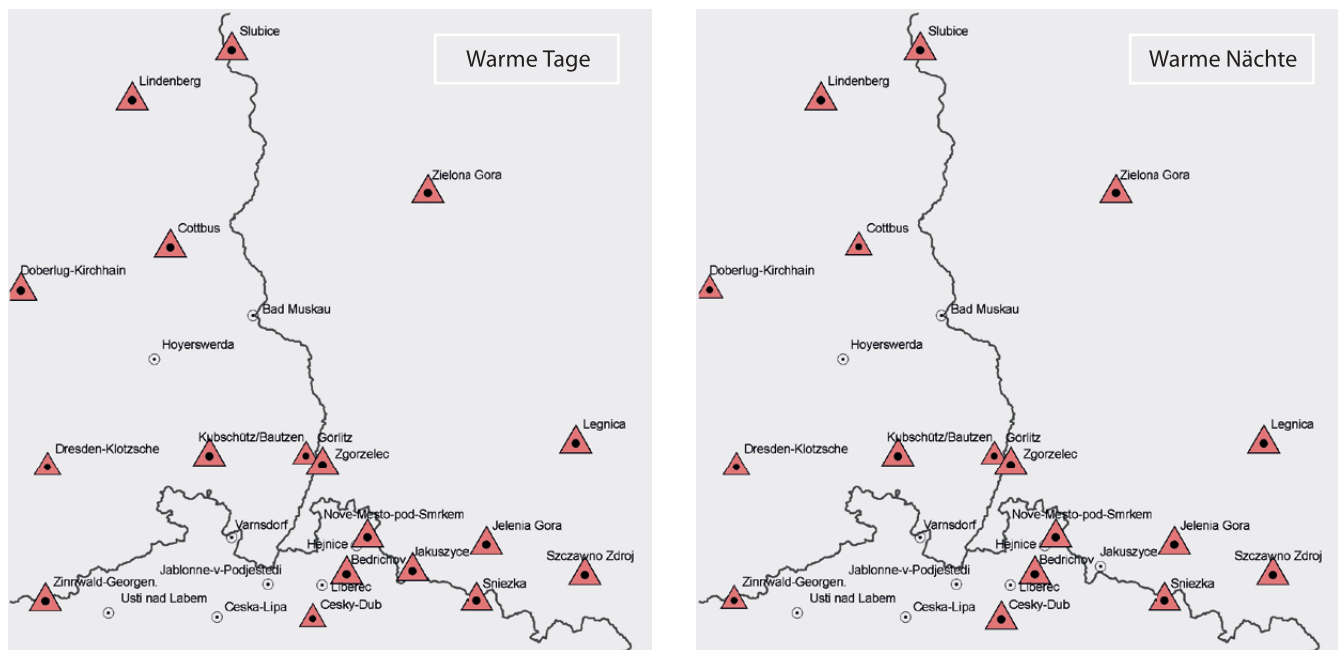 Slubice
Warme Tage
Lindenberg
Zielona Gora
Cottbus
Doberlug-Kirchhain
Bad Muskau
Hoyerswerda
Legnica
Kubschütz/Bautzen
Görlitz
Dresden-Klotzsche
Zgorzelec
Nove-Mesto-pod-Smrkem
Varnsdorf
Jelenia Gora
Hejnice
Jakuszyce
Szczawno Zdroj
Bedrichov
Jablonne-v-Podjestedi
Zinnwald-Georgen.
Liberec
Sniezka
Usti nad Labem
Ceska-Lipa
Cesky-Dub
Slubice
Warme Nächte
Lindenberg
Zielona Gora
Cottbus
Doberlug-Kirchhain
Bad Muskau
Hoyerswerda
Legnica
Kubschütz/Bautzen
Görlitz
Dresden-Klotzsche
Zgorzelec
Nove-Mesto-pod-Smrkem
Varnsdorf
Jelenia Gora
Hejnice
Jakuszyce
Szczawno Zdroj
Bedrichov
Jablonne-v-Podjestedi
Zinnwald-Georgen.
Liberec
Sniezka
Usti nad Labem
Ceska-Lipa
Cesky-Dub